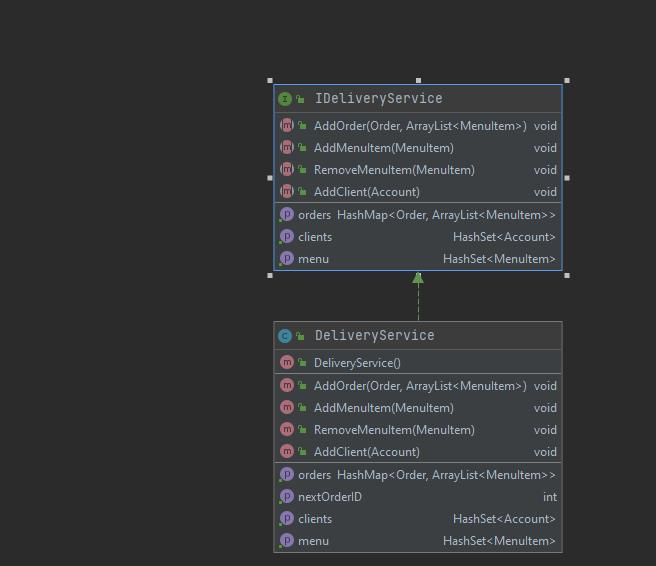 I IDeliveryService
m AddOrder(Order, ArrayList<MenuItem>) void
m AddMenuItem(MenuItem) void
m RemoveMenuItem(MenuItem) void
m AddClient(Account) void
p orders HashMap<Order, ArrayList<MenuItem>>
p clients HashSet<Account>
p menu HashSet<MenuItem>
C DeliveryService
m DeliveryService()
m AddOrder(Order, ArrayList<MenuItem>) void
m AddMenuItem(MenuItem) void
m RemoveMenuItem(MenuItem) void
m AddClient(Account) void
p orders HashMap<Order, ArrayList<MenuItem>>
p nextOrderID int
p clients HashSet<Account>
p menu HashSet<MenuItem>